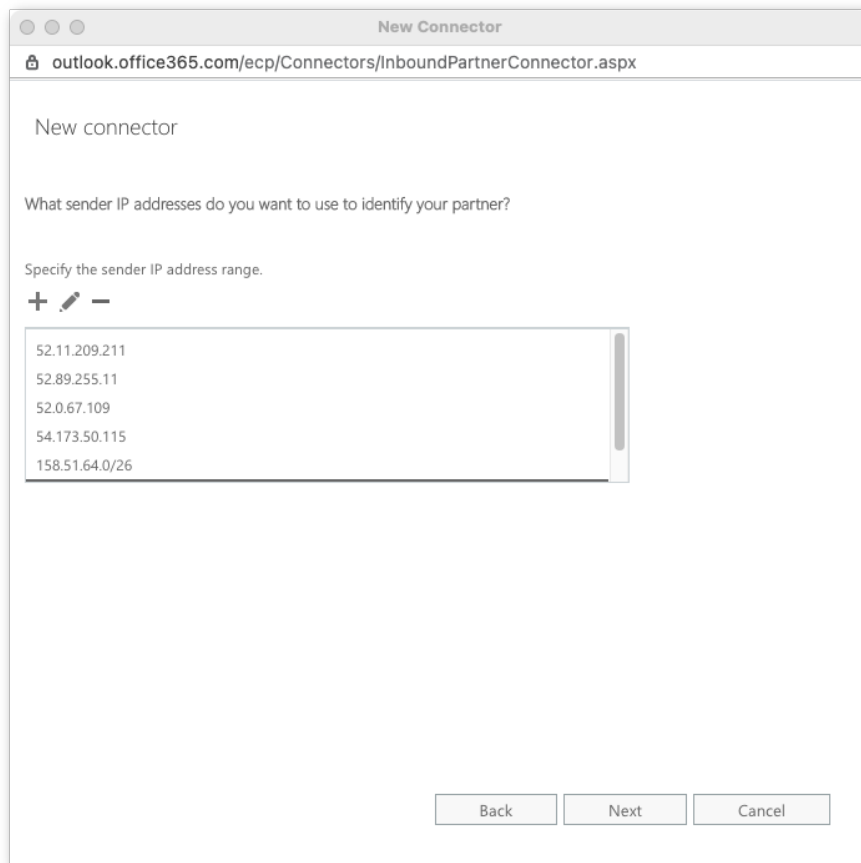 New Connector
outlook.office365.com/ecp/Connectors/InboundPartnerConnector.aspx
New connector
What sender IP addresses do you want to use to identify your partner?
Specify the sender IP address range.
52.11.209.211
52.89.255.11
52.0.67.109
54.173.50.115
158.51.64.0/26
Back Next Cancel